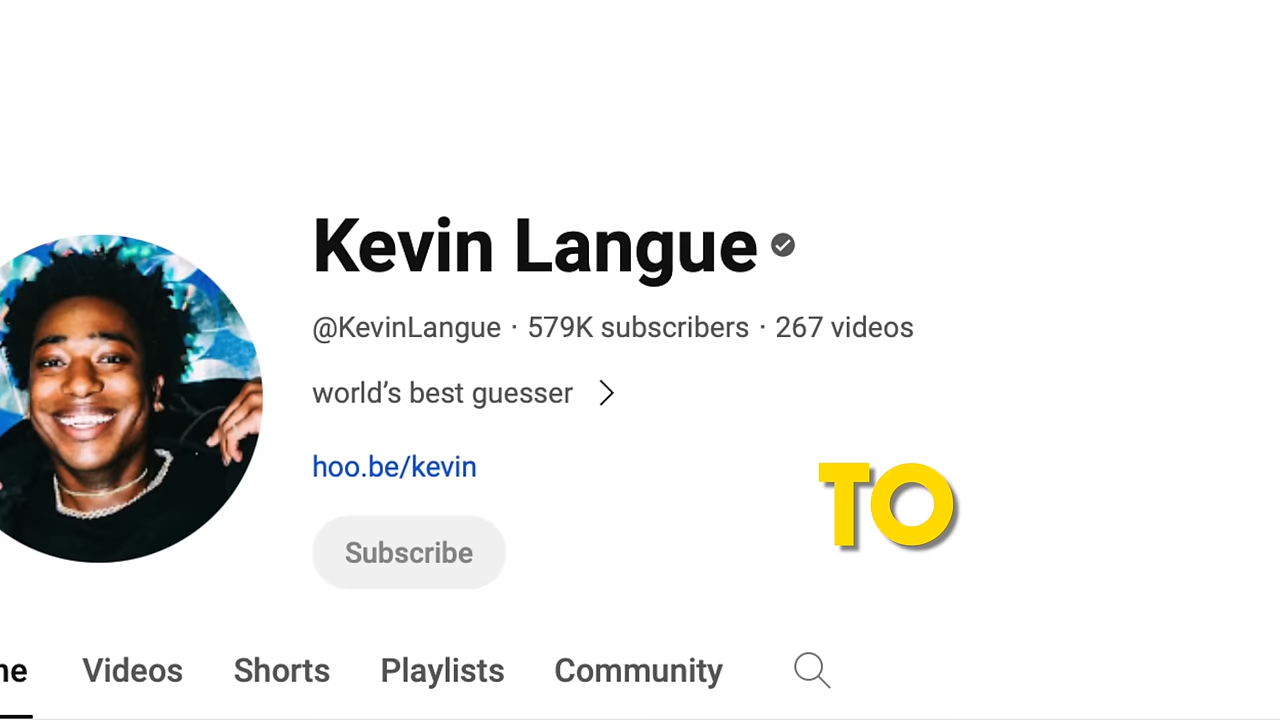 Kevin Langue
@KevinLangue · 579K subscribers · 267 videos
world’s best guesser
hoo.be/kevin
TO
Subscribe
me Videos Shorts Playlists Community